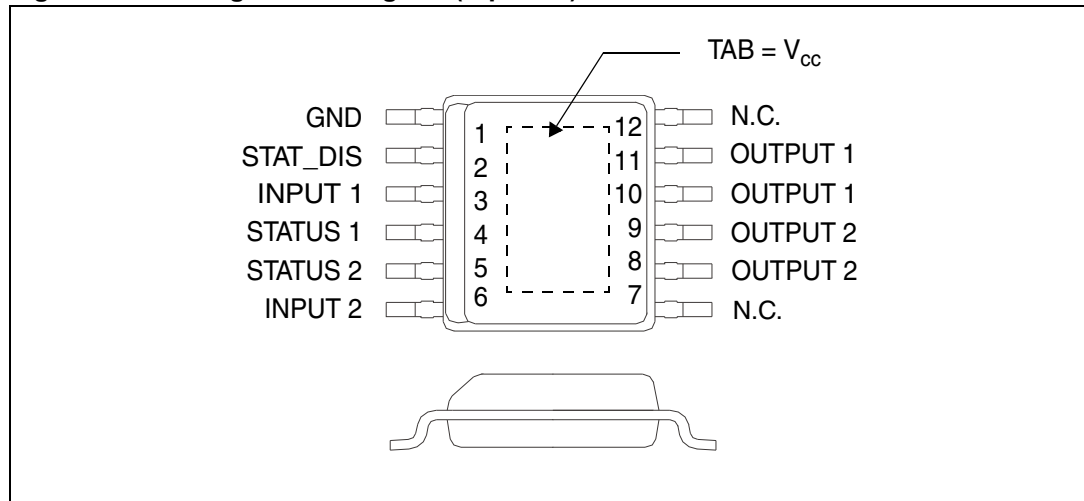 TAB = Vcc
GND 1 12 N.C.
STAT_DIS 2 11 OUTPUT 1
INPUT 1 3 10 OUTPUT 1
STATUS 1 4 9 OUTPUT 2
STATUS 2 5 8 OUTPUT 2
INPUT 2 6 7 N.C.